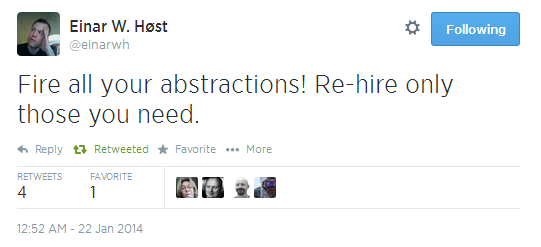 Einar W. Høst
@einarwh
Following
Fire all your abstractions! Re-hire only
those you need.
Reply Retweeted Favorite More
RETWEETS FAVORITE
4 1
12:52 AM - 22 Jan 2014